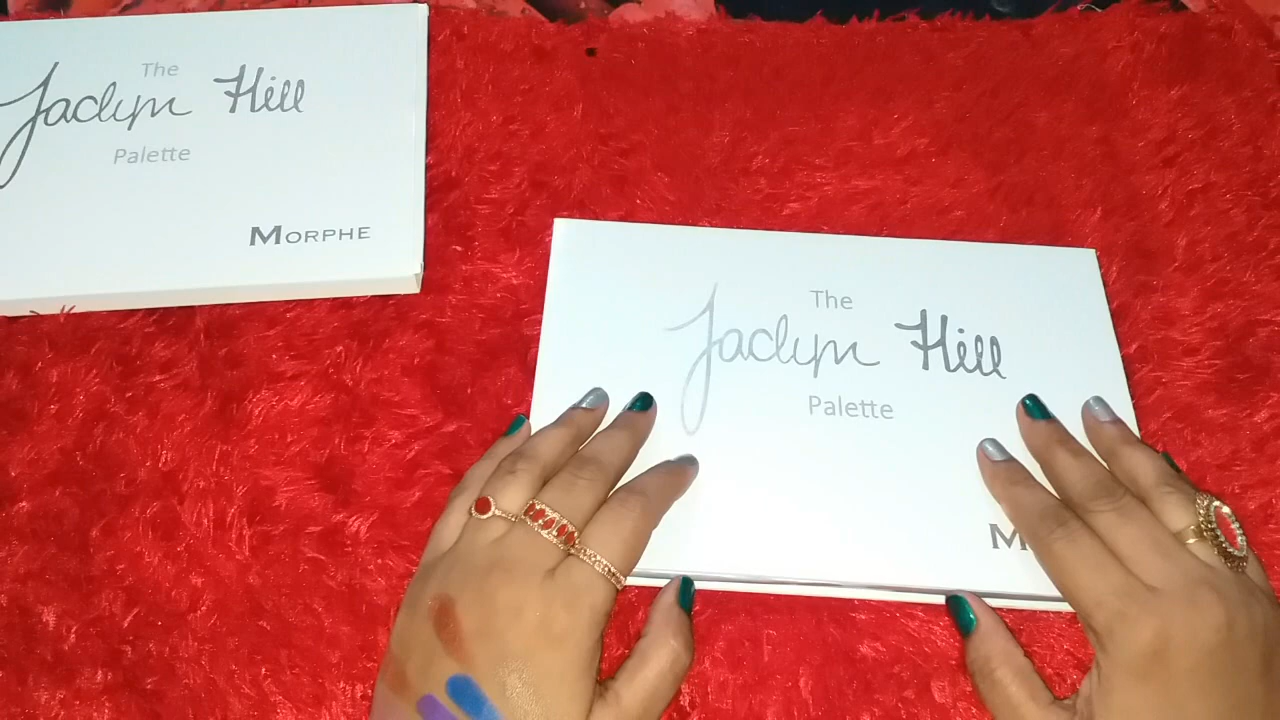 The
Jaclyn Hill
Palette
MORPHE
The
Jaclyn Hill
Palette
M